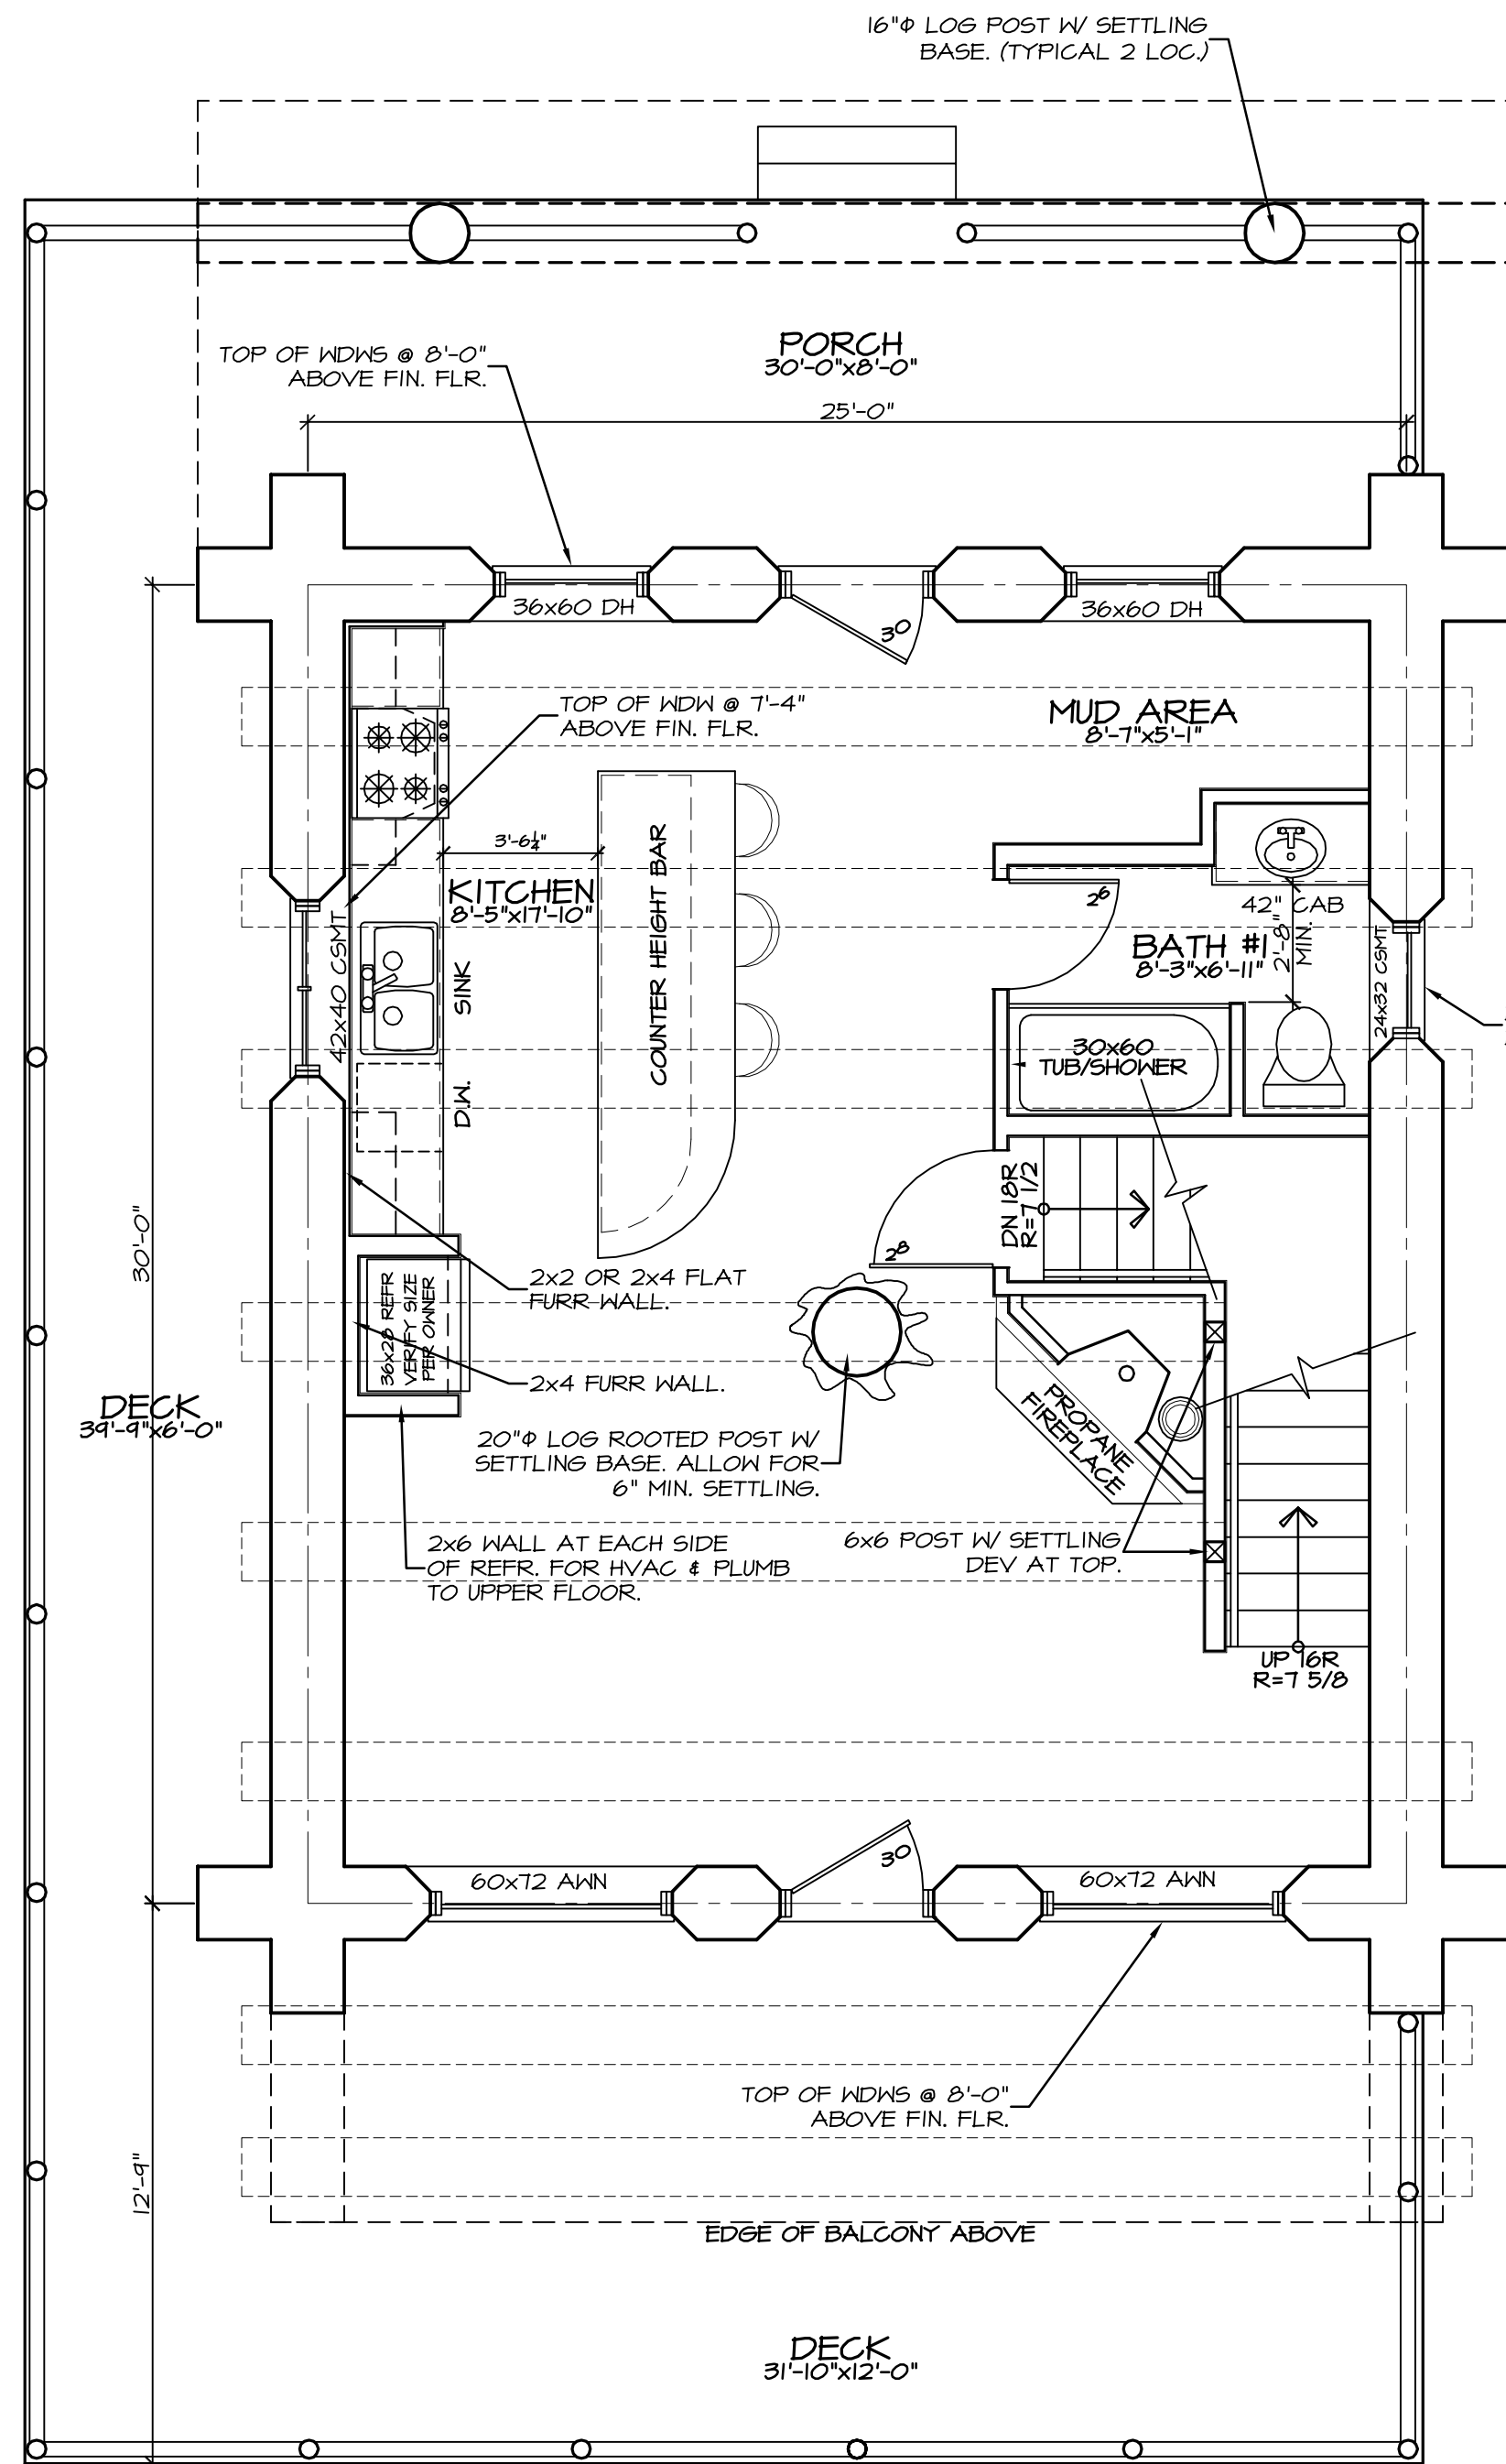 16"Φ LOG POST W/ SETTLING
BASE. (TYPICAL 2 LOC.)
PORCH
30'-0"x8'-0"
TOP OF WDWS @ 8'-0"
ABOVE FIN. FLR.
25'-0"
36x60 DH
30
36x60 DH
TOP OF WDW @ 7'-4"
ABOVE FIN. FLR.
MUD AREA
8'-7"x5'-1"
3'-6¼"
KITCHEN
8'-5"x17'-10"
COUNTER HEIGHT BAR
42x40 CSMT
SINK
D.W.
26
42" CAB
2'-8"
MIN.
BATH #1
8'-3"x6'-11"
24x32 CSMT
30x60
TUB/SHOWER
DN 18R
R=7 1/2
28
30'-0"
2x2 OR 2x4 FLAT
FURR WALL.
36x28 REFR
VERIFY SIZE
PER OWNER
2x4 FURR WALL.
DECK
39'-9"x6'-0"
PROPANE
FIREPLACE
20"Φ LOG ROOTED POST W/
SETTLING BASE. ALLOW FOR
6" MIN. SETTLING.
2x6 WALL AT EACH SIDE
OF REFR. FOR HVAC & PLUMB
TO UPPER FLOOR.
6x6 POST W/ SETTLING
DEV AT TOP.
UP 16R
R=7 5/8
60x72 AWN
30
60x72 AWN
TOP OF WDWS @ 8'-0"
ABOVE FIN. FLR.
12'-9"
EDGE OF BALCONY ABOVE
DECK
31'-10"x12'-0"